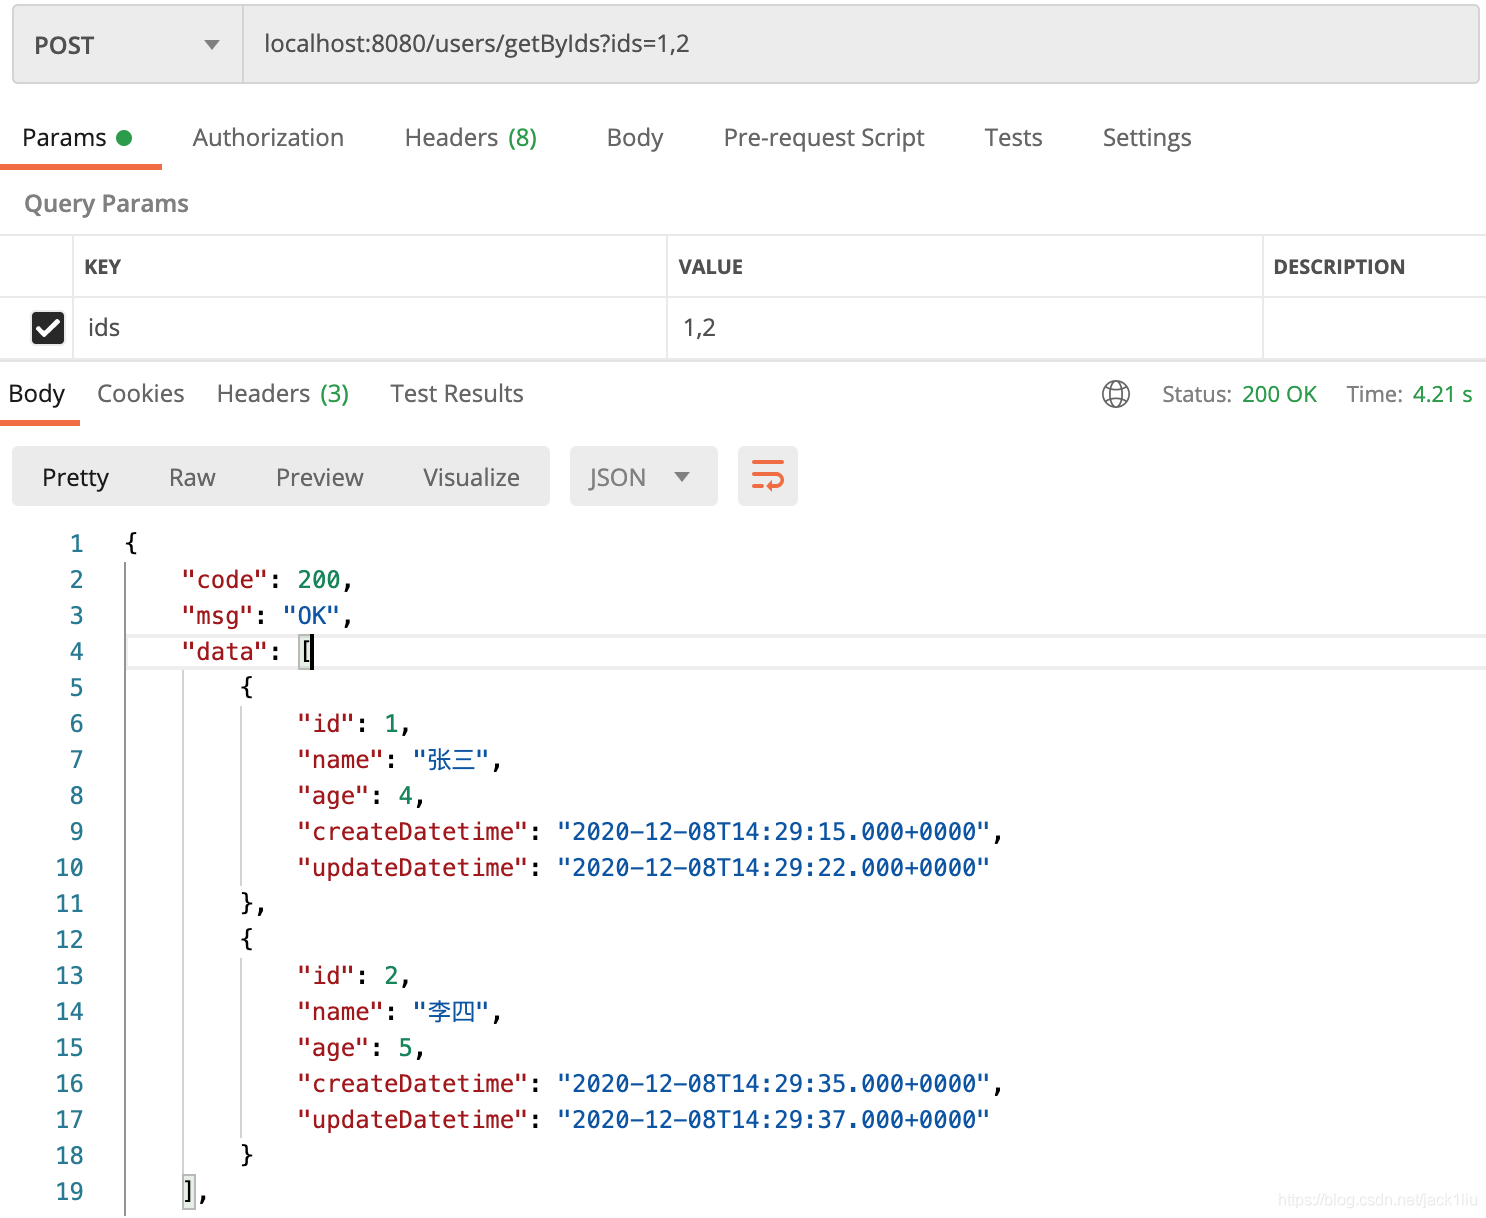 POST localhost:8080/users/getByIds?ids=1,2
Params Authorization Headers (8) Body Pre-request Script Tests Settings
Query Params
KEY VALUE DESCRIPTION
ids 1,2
Body Cookies Headers (3) Test Results Status: 200 OK Time: 4.21 s
Pretty Raw Preview Visualize JSON
1 {
2 "code": 200,
3 "msg": "OK",
4 "data": [
5 {
6 "id": 1,
7 "name": "张三",
8 "age": 4,
9 "createDatetime": "2020-12-08T14:29:15.000+0000",
10 "updateDatetime": "2020-12-08T14:29:22.000+0000"
11 },
12 {
13 "id": 2,
14 "name": "李四",
15 "age": 5,
16 "createDatetime": "2020-12-08T14:29:35.000+0000",
17 "updateDatetime": "2020-12-08T14:29:37.000+0000"
18 }
19 ],
https://blog.csdn.net/jack1liu